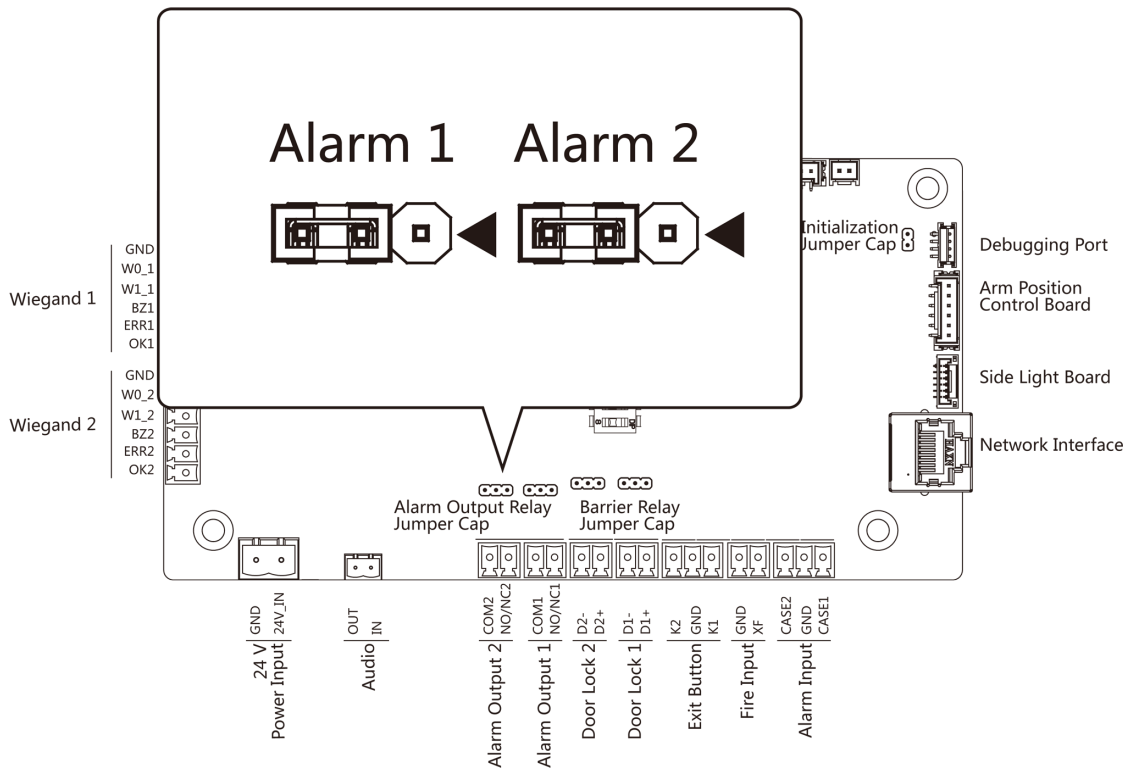 Alarm 1
Alarm 2
Initialization
Jumper Cap
Debugging Port
Arm Position
Control Board
Side Light Board
Network Interface
HAXN
Wiegand 1
GND
W0_1
W1_1
BZ1
ERR1
OK1
Wiegand 2
GND
W0_2
W1_2
BZ2
ERR2
OK2
Alarm Output Relay
Jumper Cap
Barrier Relay
Jumper Cap
GND
24V_IN
24 V
Power Input
OUT
IN
Audio
COM2
NO/NC2
Alarm Output 2
COM1
NO/NC1
Alarm Output 1
D2-
D2+
Door Lock 2
D1-
D1+
Door Lock 1
K2
GND
K1
Exit Button
GND
XF
Fire Input
CASE2
GND
CASE1
Alarm Input